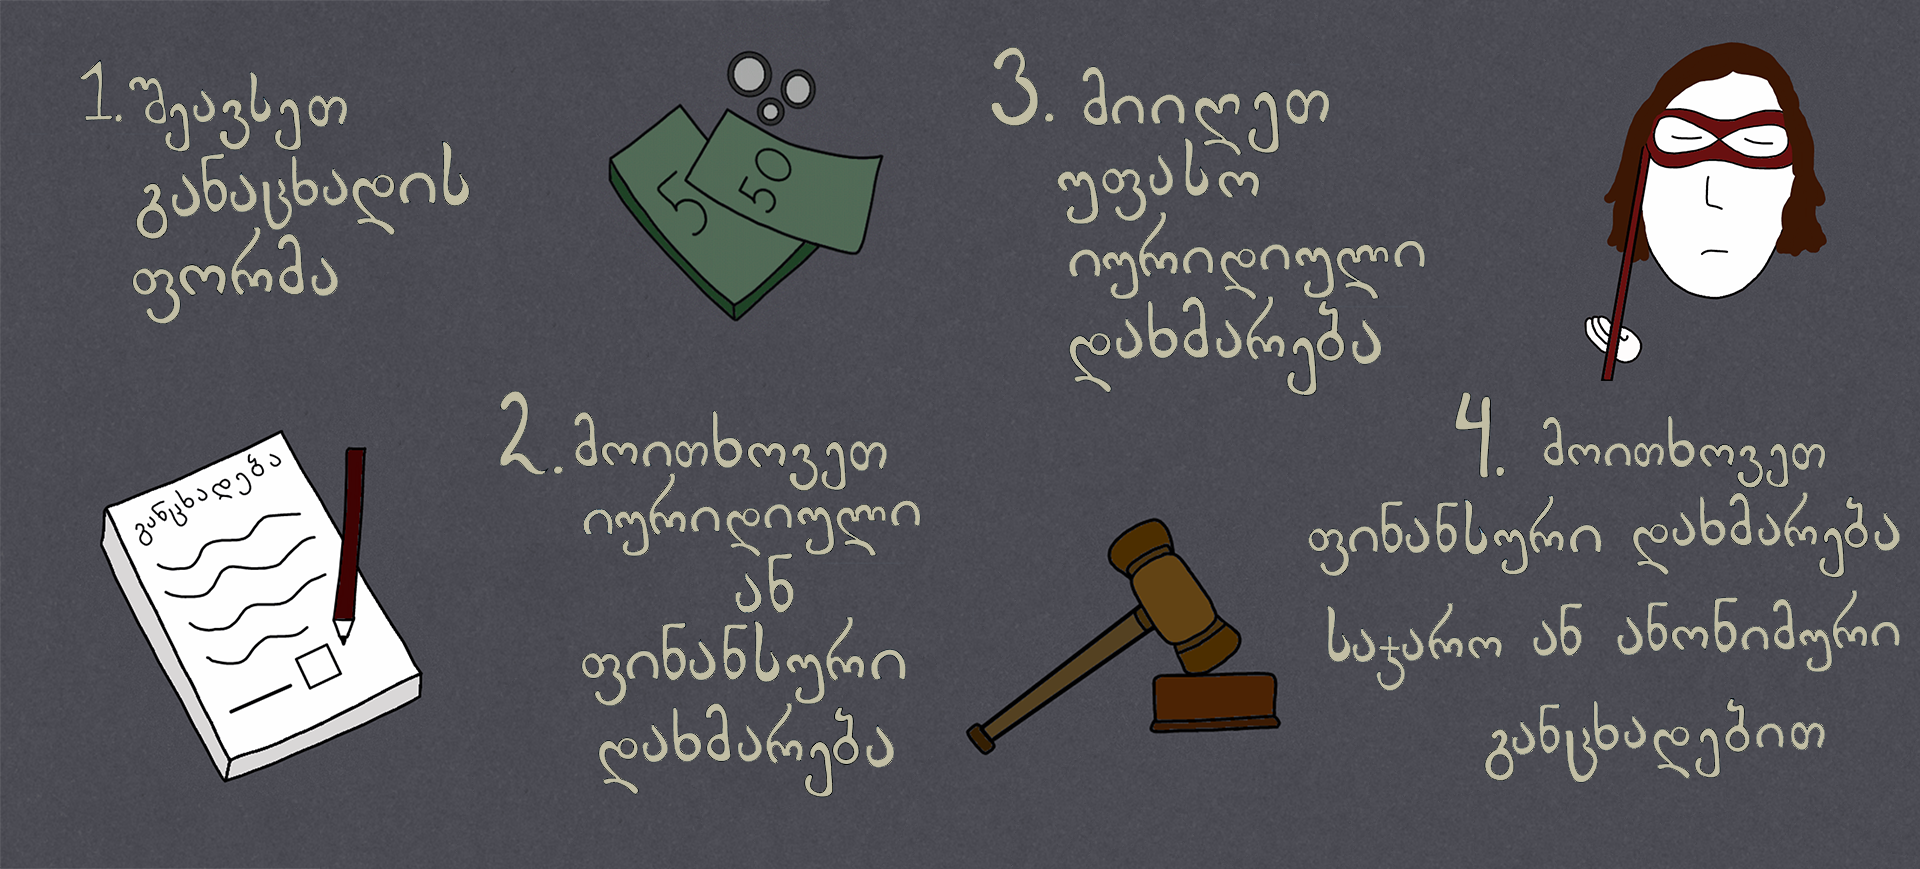 1. შეავსეთ
განაცხადის
ფორმა
5
50
განცხადება
2. მოითხოვეთ
იურიდიული
ან
ფინანსური
დახმარება
3. მიიღეთ
უფასო
იურიდიული
დახმარება
4. მოითხოვეთ
ფინანსური დახმარება
საჯარო ან ანონიმური
განცხადებით